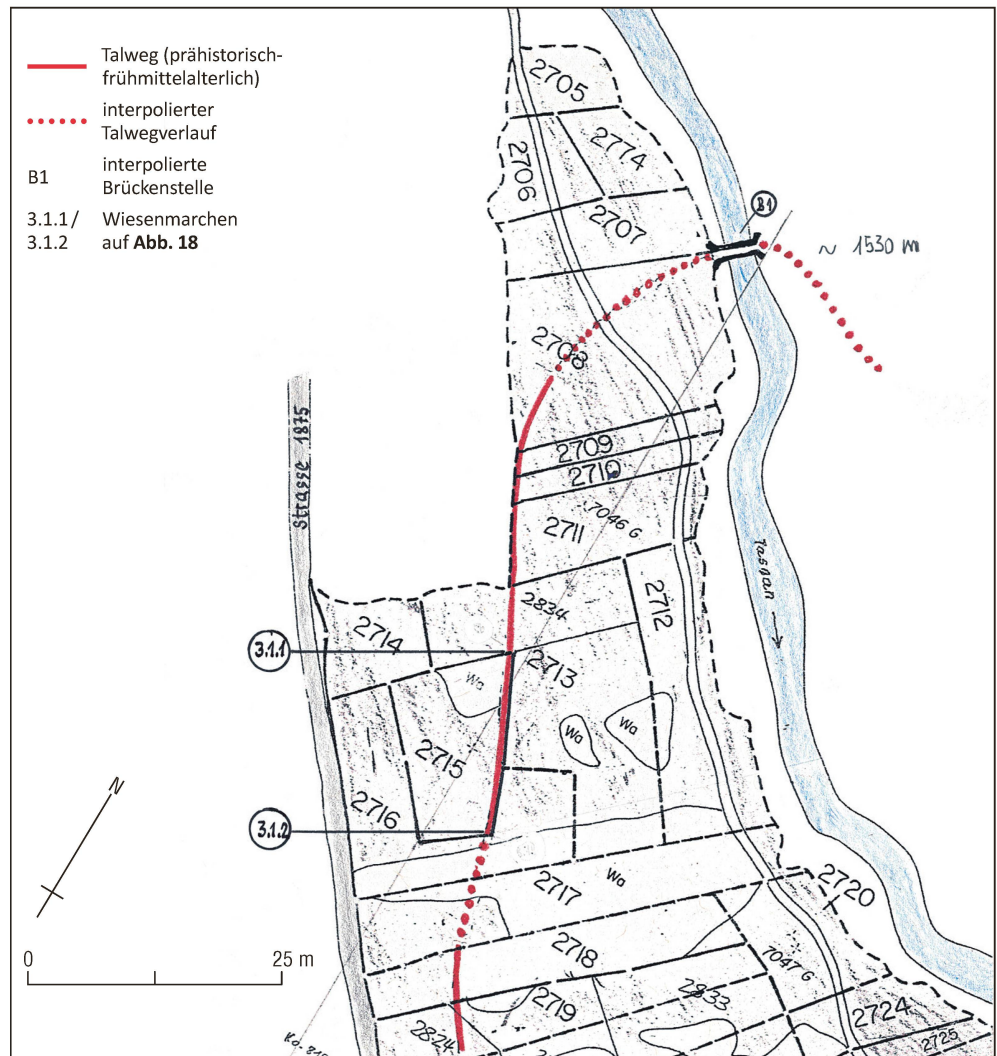 Talweg (prähistorisch-
frühmittelalterlich)
interpolierter
Talwegverlauf
B1
interpolierte
Brückenstelle
3.1.1/
3.1.2
Wiesenmarchen
auf Abb. 18
2705
2774
2706
2707
B1
~ 1530 m
2708
Strasse 1875
2709
2710
7046 G
2711
Tasnan
2834
2712
2714
3.1.1
2713
Wa
Wa
Wa
2715
2716
3.1.2
N
2717
Wa
2720
0
25 m
2718
7047 G
2719
2833
2724
2824
2725